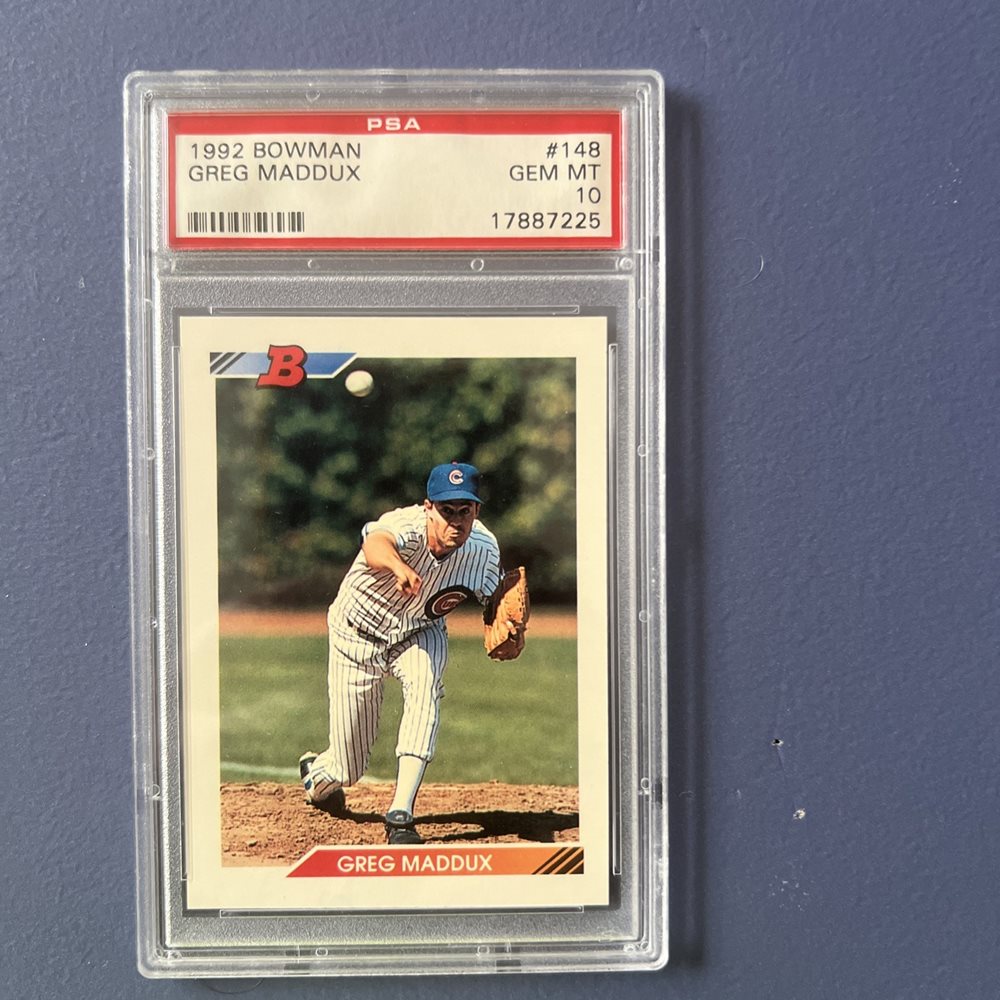 PSA
1992 BOWMAN #148
GREG MADDUX GEM MT
10
17887225
B
C
GREG MADDUX